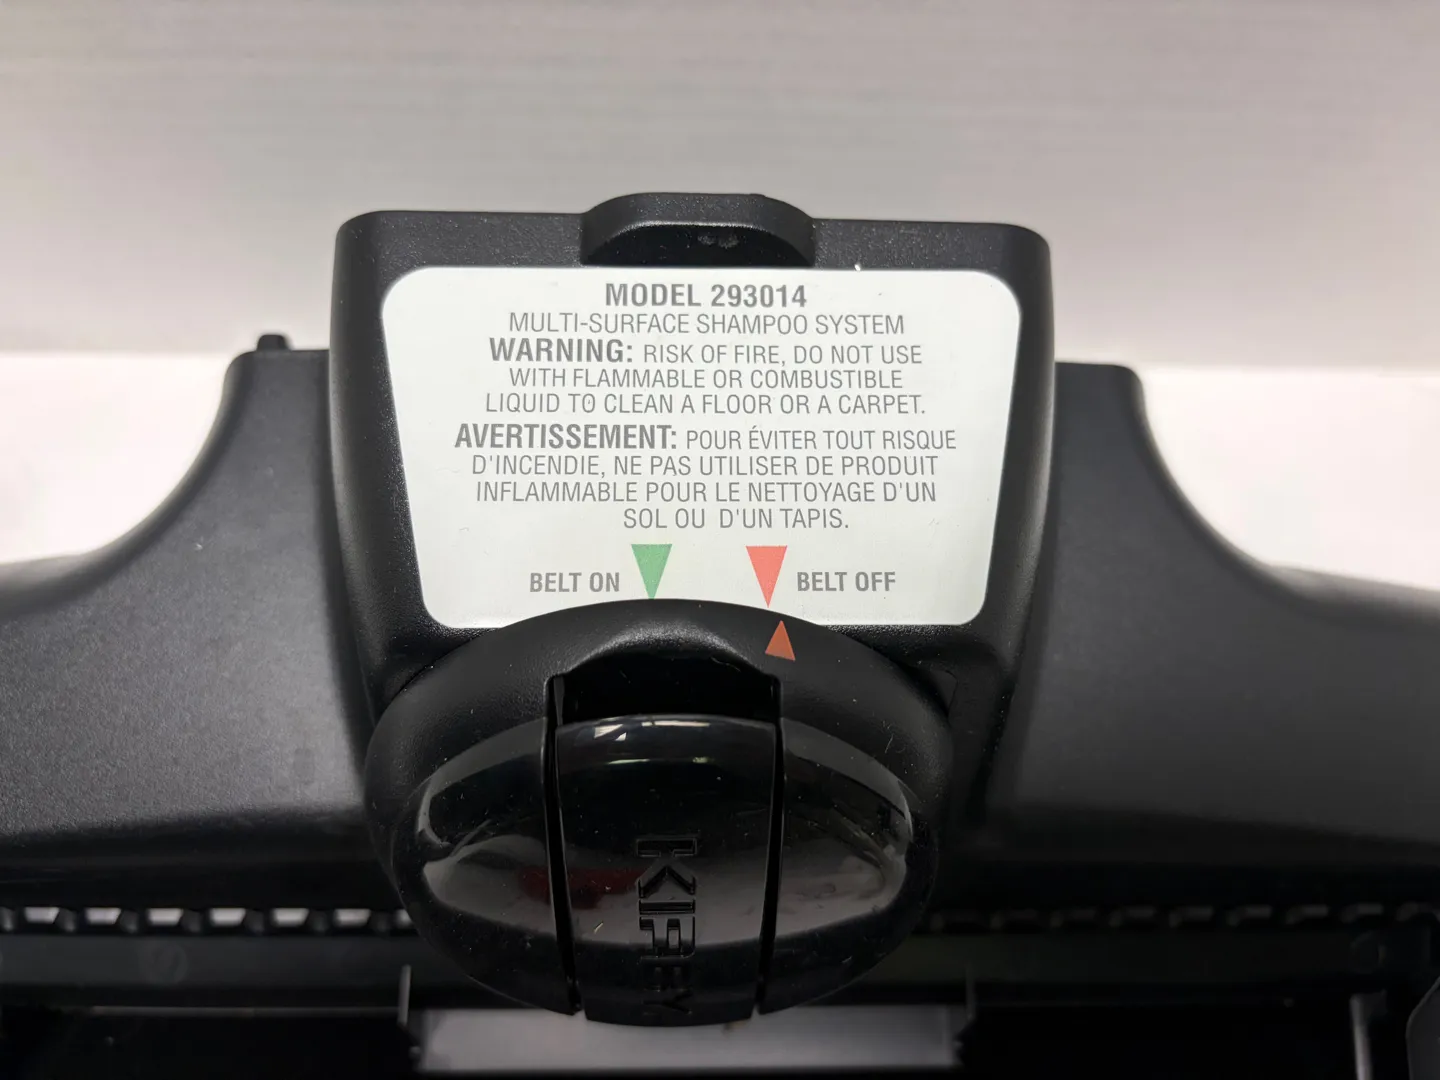 MODEL 293014
MULTI-SURFACE SHAMPOO SYSTEM
WARNING: RISK OF FIRE, DO NOT USE
WITH FLAMMABLE OR COMBUSTIBLE
LIQUID TO CLEAN A FLOOR OR A CARPET.
AVERTISSEMENT: POUR ÉVITER TOUT RISQUE
D'INCENDIE, NE PAS UTILISER DE PRODUIT
INFLAMMABLE POUR LE NETTOYAGE D'UN
SOL OU D'UN TAPIS.
BELT ON BELT OFF
KIRBY